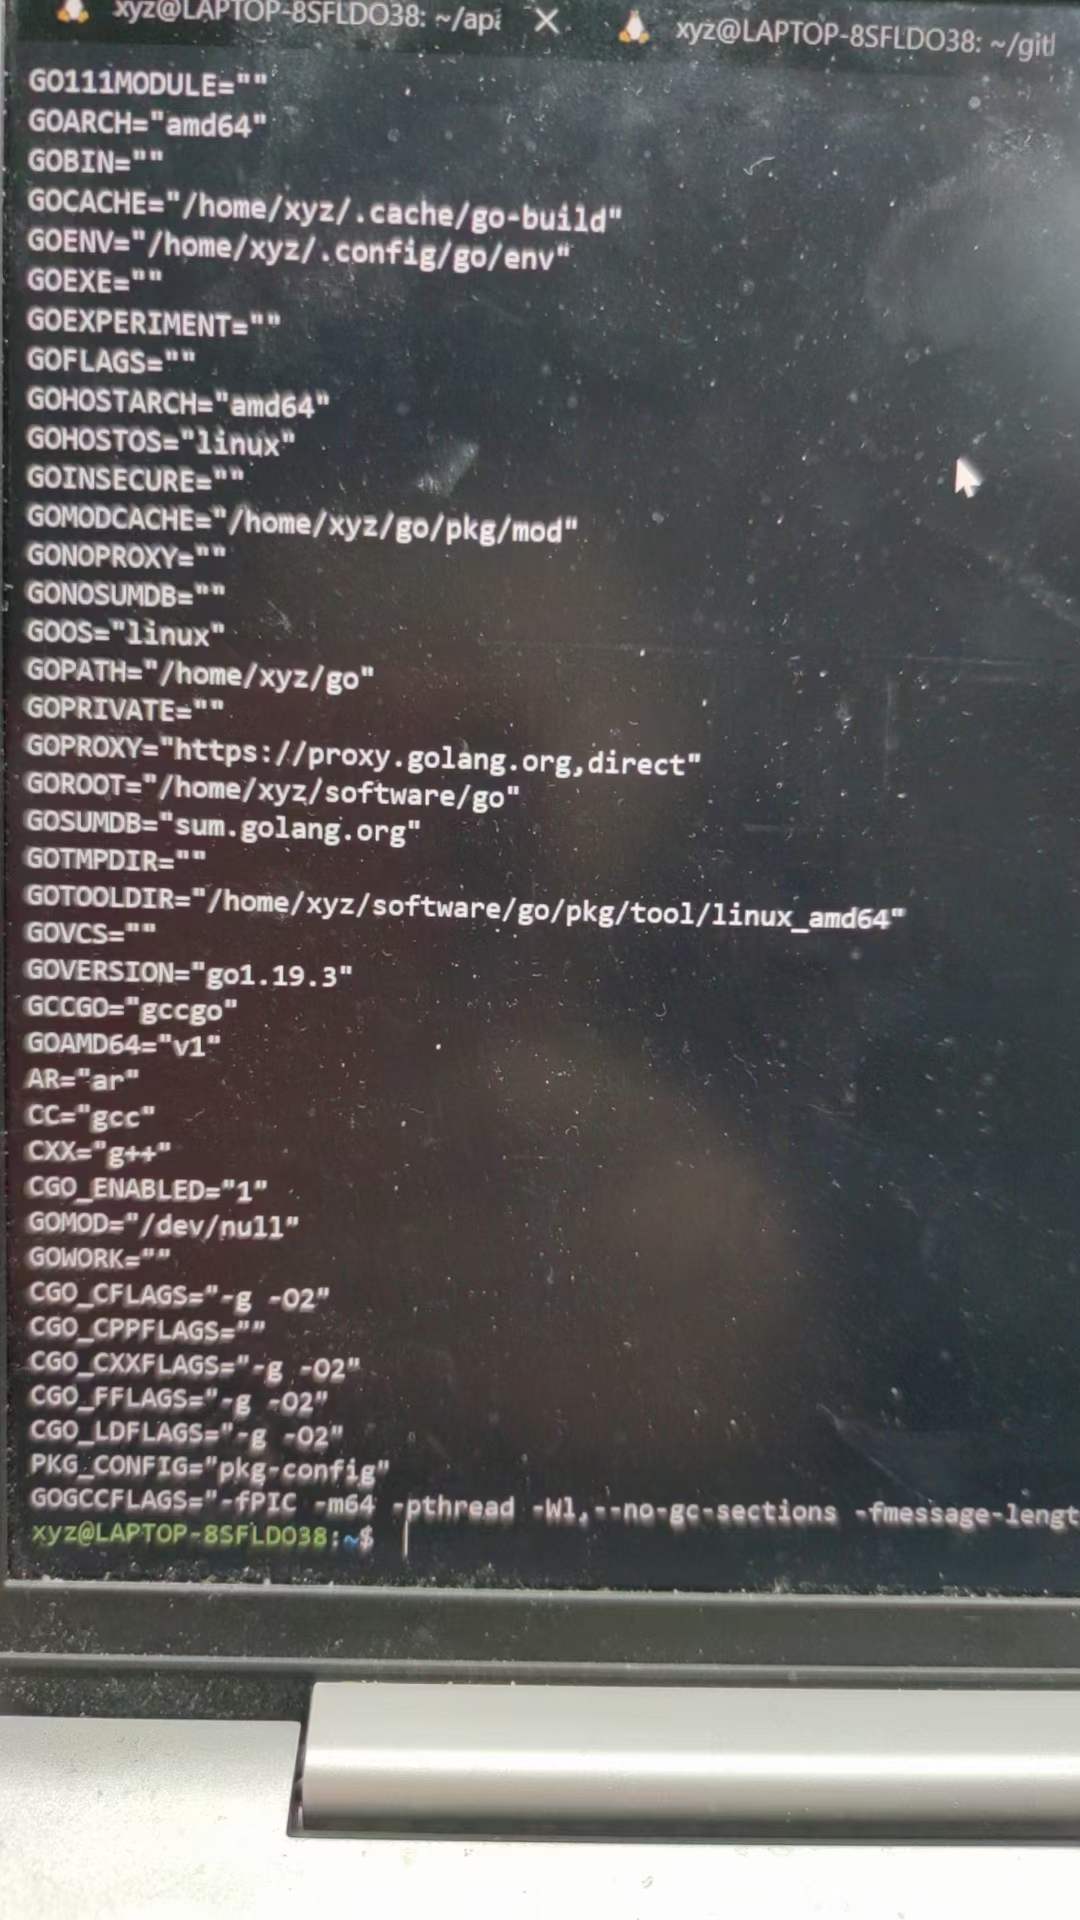 xyz@LAPTOP-8SFLDO38: ~/api
xyz@LAPTOP-8SFLDO38: ~/git
GO111MODULE=""
GOARCH="amd64"
GOBIN=""
GOCACHE="/home/xyz/.cache/go-build"
GOENV="/home/xyz/.config/go/env"
GOEXE=""
GOEXPERIMENT=""
GOFLAGS=""
GOHOSTARCH="amd64"
GOHOSTOS="linux"
GOINSECURE=""
GOMODCACHE="/home/xyz/go/pkg/mod"
GONOPROXY=""
GONOSUMDB=""
GOOS="linux"
GOPATH="/home/xyz/go"
GOPRIVATE=""
GOPROXY="https://proxy.golang.org,direct"
GOROOT="/home/xyz/software/go"
GOSUMDB="sum.golang.org"
GOTMPDIR=""
GOTOOLDIR="/home/xyz/software/go/pkg/tool/linux_amd64"
GOVCS=""
GOVERSION="go1.19.3"
GCCGO="gccgo"
GOAMD64="v1"
AR="ar"
CC="gcc"
CXX="g++"
CGO_ENABLED="1"
GOMOD="/dev/null"
GOWORK=""
CGO_CFLAGS="-g -O2"
CGO_CPPFLAGS=""
CGO_CXXFLAGS="-g -O2"
CGO_FFLAGS="-g -O2"
CGO_LDFLAGS="-g -O2"
PKG_CONFIG="pkg-config"
GOGCCFLAGS="-fPIC -m64 -pthread -Wl,--no-gc-sections -fmessage-lengt
xyz@LAPTOP-8SFLDO38:~$